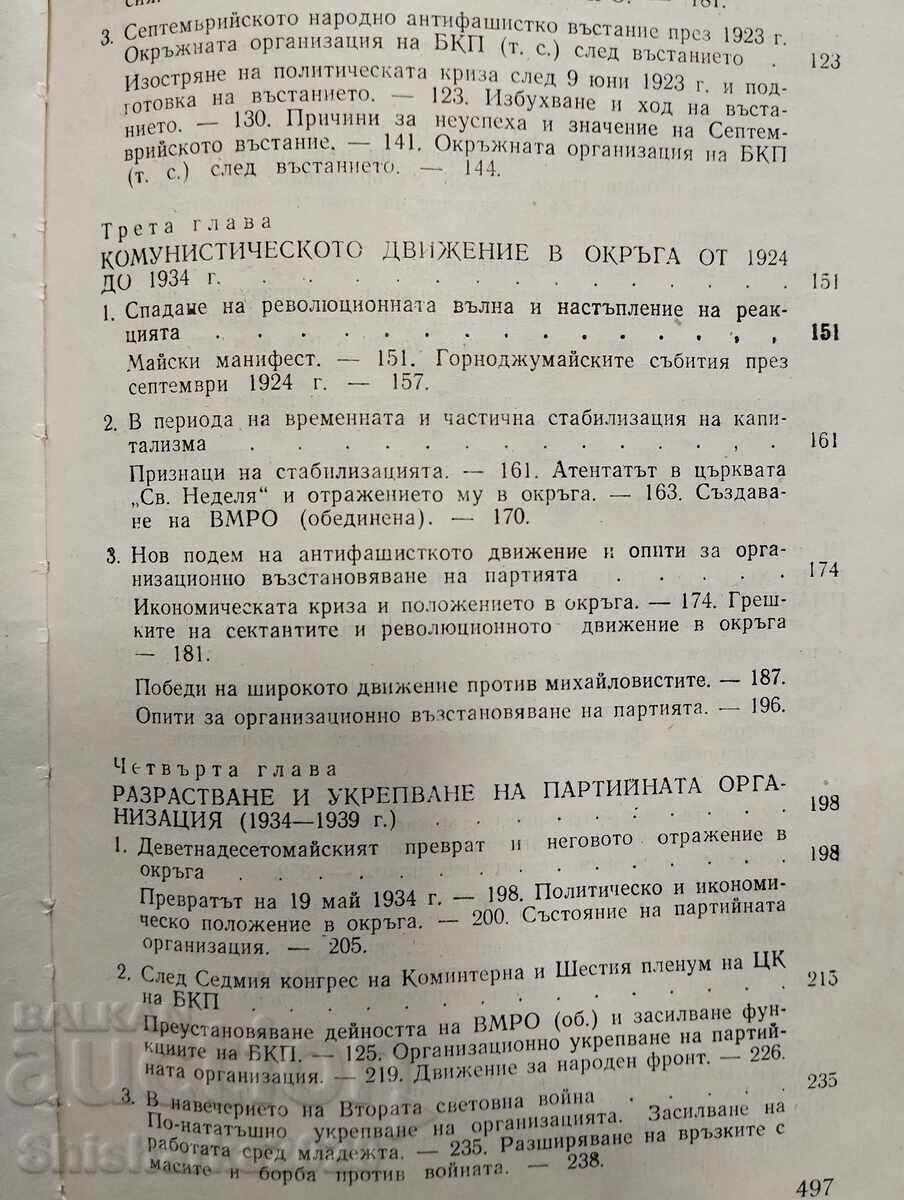 181.
3. Септемьрийското народно антифашистко въстание през 1923 г.
Окръжната организация на БКП (т. с.) след въстанието . 123
Изостряне на политическата криза след 9 юни 1923 г. и под-
готовка на въстанието. — 123. Избухване и ход на въста-
нието. — 130. Причини за неуспеха и значение на Септем-
врийското въстание. — 141. Окръжната организация на БКП
(т. с.) след въстанието. — 144.
Трета глава
КОМУНИСТИЧЕСКОТО ДВИЖЕНИЕ В ОКРЪГА ОТ 1924
ДО 1934 г. . . . . . . . . . . . . . . . 151
1. Спадане на революционната вълна и настъпление на реак-
цията . . . . . . . . . . . . . . , , 151
Майски манифест. — 151. Горноджумайските събития през
септември 1924 г. — 157.
2. В периода на временната и частична стабилизация на капи-
тализма . . . . . . . . . . . . . , . 161
Признаци на стабилизацията. — 161. Атентатът в църквата
„Св. Неделя“ и отражението му в окръга. — 163. Създава-
не на ВМРО (обединена). — 170.
3. Нов подем на антифашисткото движение и опити за орга-
низационно възстановяване на партията . . . . . 174
Икономическата криза и положението в окръга. — 174. Греш-
ките на сектантите и революционното движение в окръга
— 181.
Победи на широкото движение против михайловистите. — 187.
Опити за организационно възстановяване на партията. — 196.
Четвърта глава
РАЗРАСТВАНЕ И УКРЕПВАНЕ НА ПАРТИЙНАТА ОРГА-
НИЗАЦИЯ (1934—1939 г.) . . . . . . . . . 198
1. Деветнадесетомайският преврат и неговото отражение в
окръга . . . . . . . . . . . . . . . 198
Превратът на 19 май 1934 г. — 198. Политическо и икономи-
ческо положение в окръга. — 200. Състояние на партийната
организация. — 205.
2. След Седмия конгрес на Коминтерна и Шестия пленум на ЦК
на БКП . . . . . . . . . . . . . . . 215
Преустановяване дейността на ВМРО (об.) и засилване фун-
кциите на БКП. — 125. Организационно укрепване на партий-
ната организация. — 219. Движение за народен фронт. — 226.
3. В навечерието на Втората световна война . . . . . 235
По-нататъшно укрепване на организацията. Засилване на
работата сред младежта. — 235. Разширяване на връзките с
масите и борба против войната. — 238.
497
BALKAN
auction